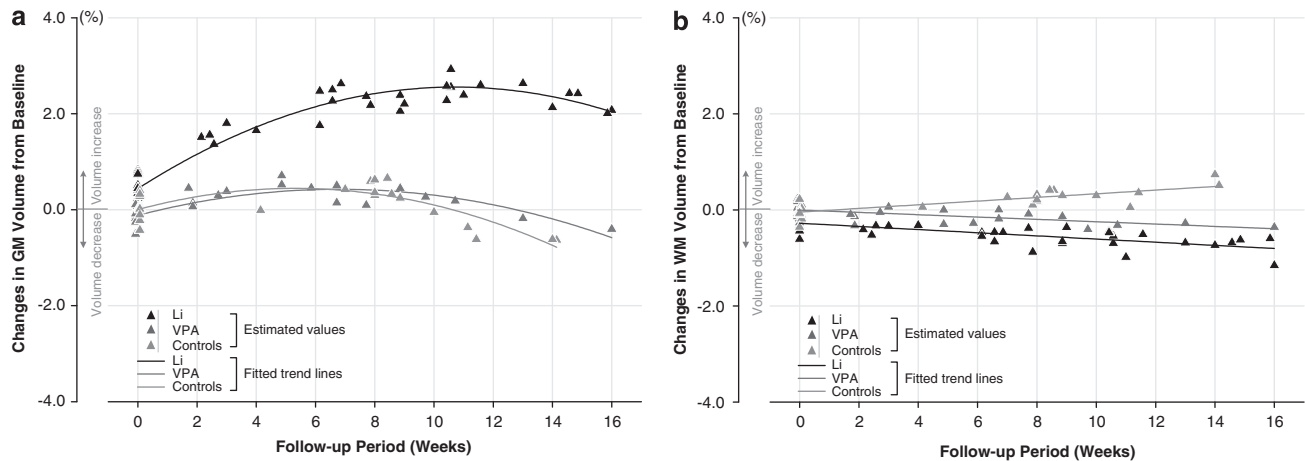 a
(%)
4.0
2.0
0.0
-2.0
-4.0
Changes in GM Volume from Baseline
Volume increase
Volume decrease
Li
VPA
Controls
Estimated values
Li
VPA
Controls
Fitted trend lines
0 2 4 6 8 10 12 14 16
Follow-up Period (Weeks)
b
(%)
4.0
2.0
0.0
-2.0
-4.0
Changes in WM Volume from Baseline
Volume increase
Volume decrease
Li
VPA
Controls
Estimated values
Li
VPA
Controls
Fitted trend lines
0 2 4 6 8 10 12 14 16
Follow-up Period (Weeks)